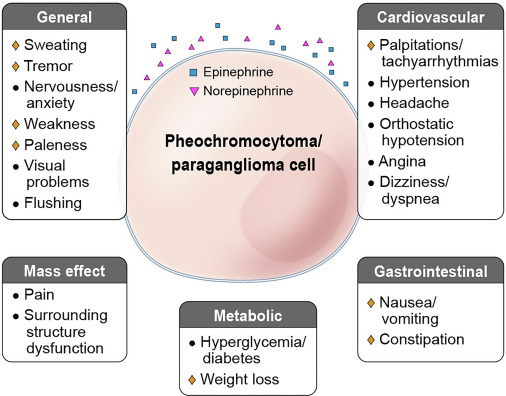 General
Sweating
Tremor
Nervousness/
anxiety
Weakness
Paleness
Visual
problems
Flushing
Epinephrine
Norepinephrine
Pheochromocytoma/
paraganglioma cell
Cardiovascular
Palpitations/
tachyarrhythmias
Hypertension
Headache
Orthostatic
hypotension
Angina
Dizziness/
dyspnea
Mass effect
Pain
Surrounding
structure
dysfunction
Metabolic
Hyperglycemia/
diabetes
Weight loss
Gastrointestinal
Nausea/
vomiting
Constipation